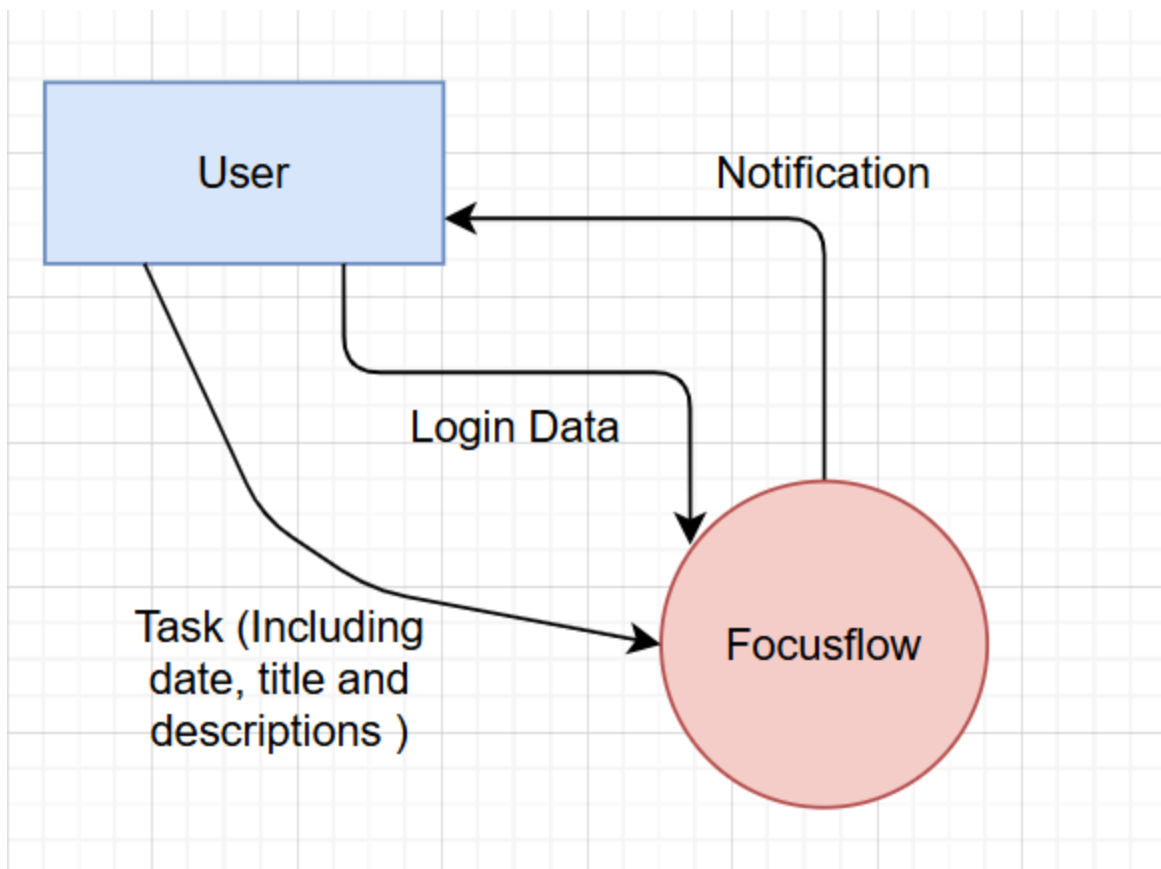 User
Notification
Login Data
Task (Including
date, title and
descriptions )
Focusflow